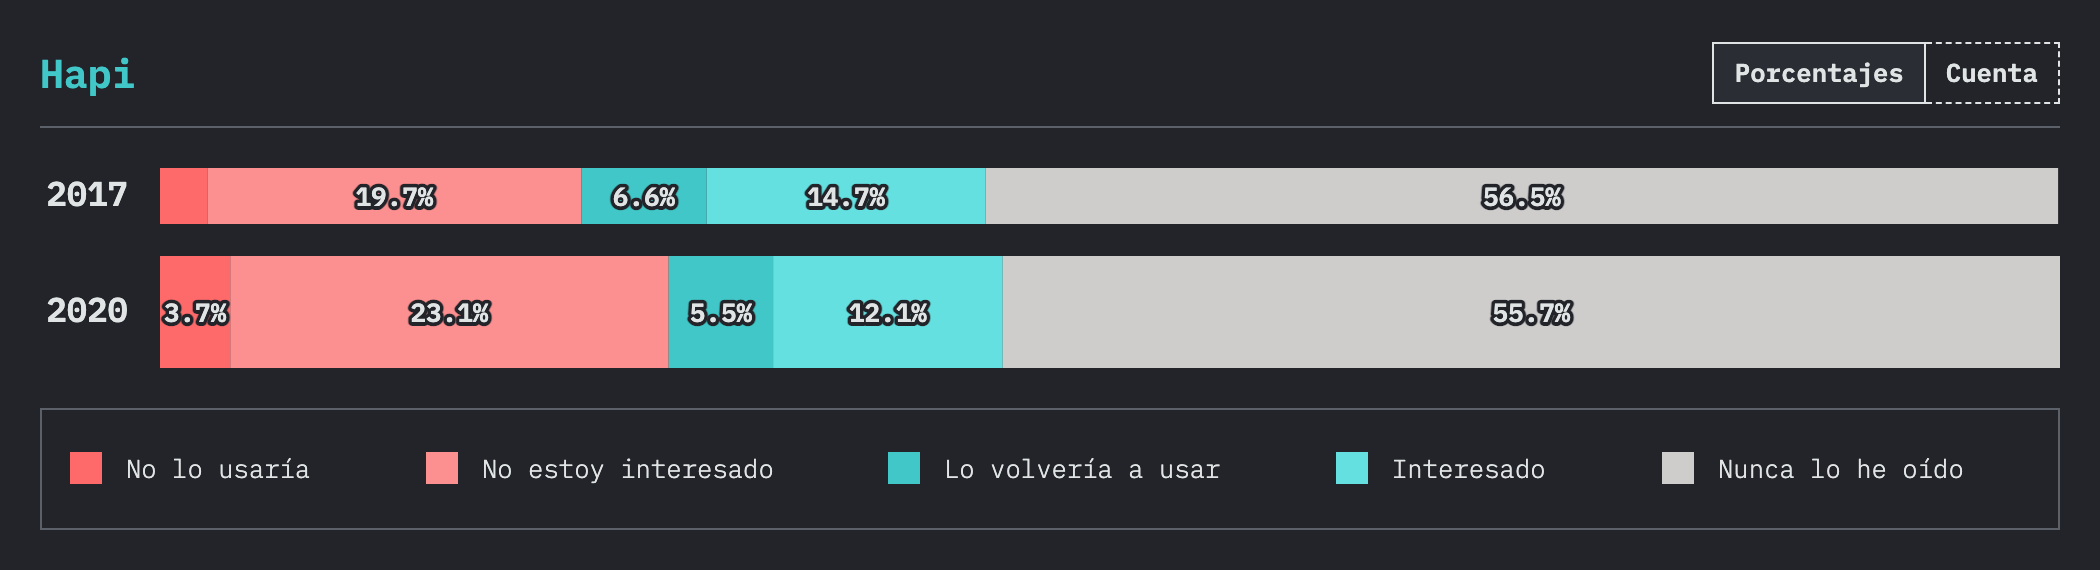 Hapi
Porcentajes Cuenta
2017 19.7% 6.6% 14.7% 56.5%
2020 3.7% 23.1% 5.5% 12.1% 55.7%
No lo usaría No estoy interesado Lo volvería a usar Interesado Nunca lo he oído